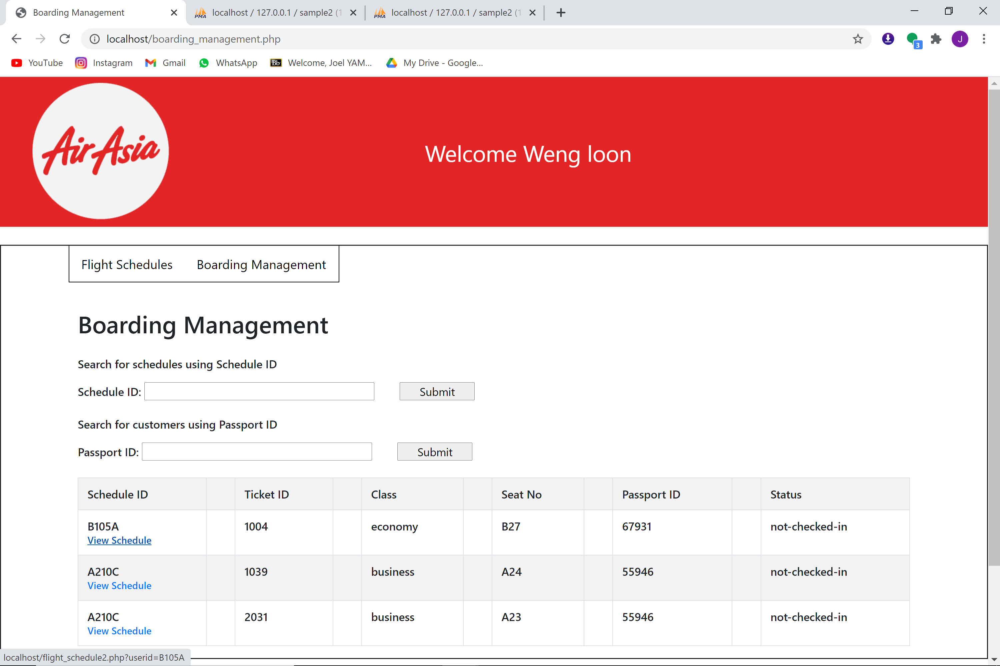 Boarding Management
localhost / 127.0.0.1 / sample2 (1
localhost / 127.0.0.1 / sample2 (1
localhost/boarding_management.php
3
J
YouTube
Instagram
Gmail
WhatsApp
Bb
Welcome, Joel YAM...
My Drive - Google...
AirAsia
Welcome Weng loon
Flight Schedules Boarding Management
Boarding Management
Search for schedules using Schedule ID
Schedule ID: Submit
Search for customers using Passport ID
Passport ID: Submit
Schedule ID Ticket ID Class Seat No Passport ID Status
B105A 1004 economy B27 67931 not-checked-in
View Schedule
A210C 1039 business A24 55946 not-checked-in
View Schedule
A210C 2031 business A23 55946 not-checked-in
View Schedule
localhost/flight_schedule2.php?userid=B105A